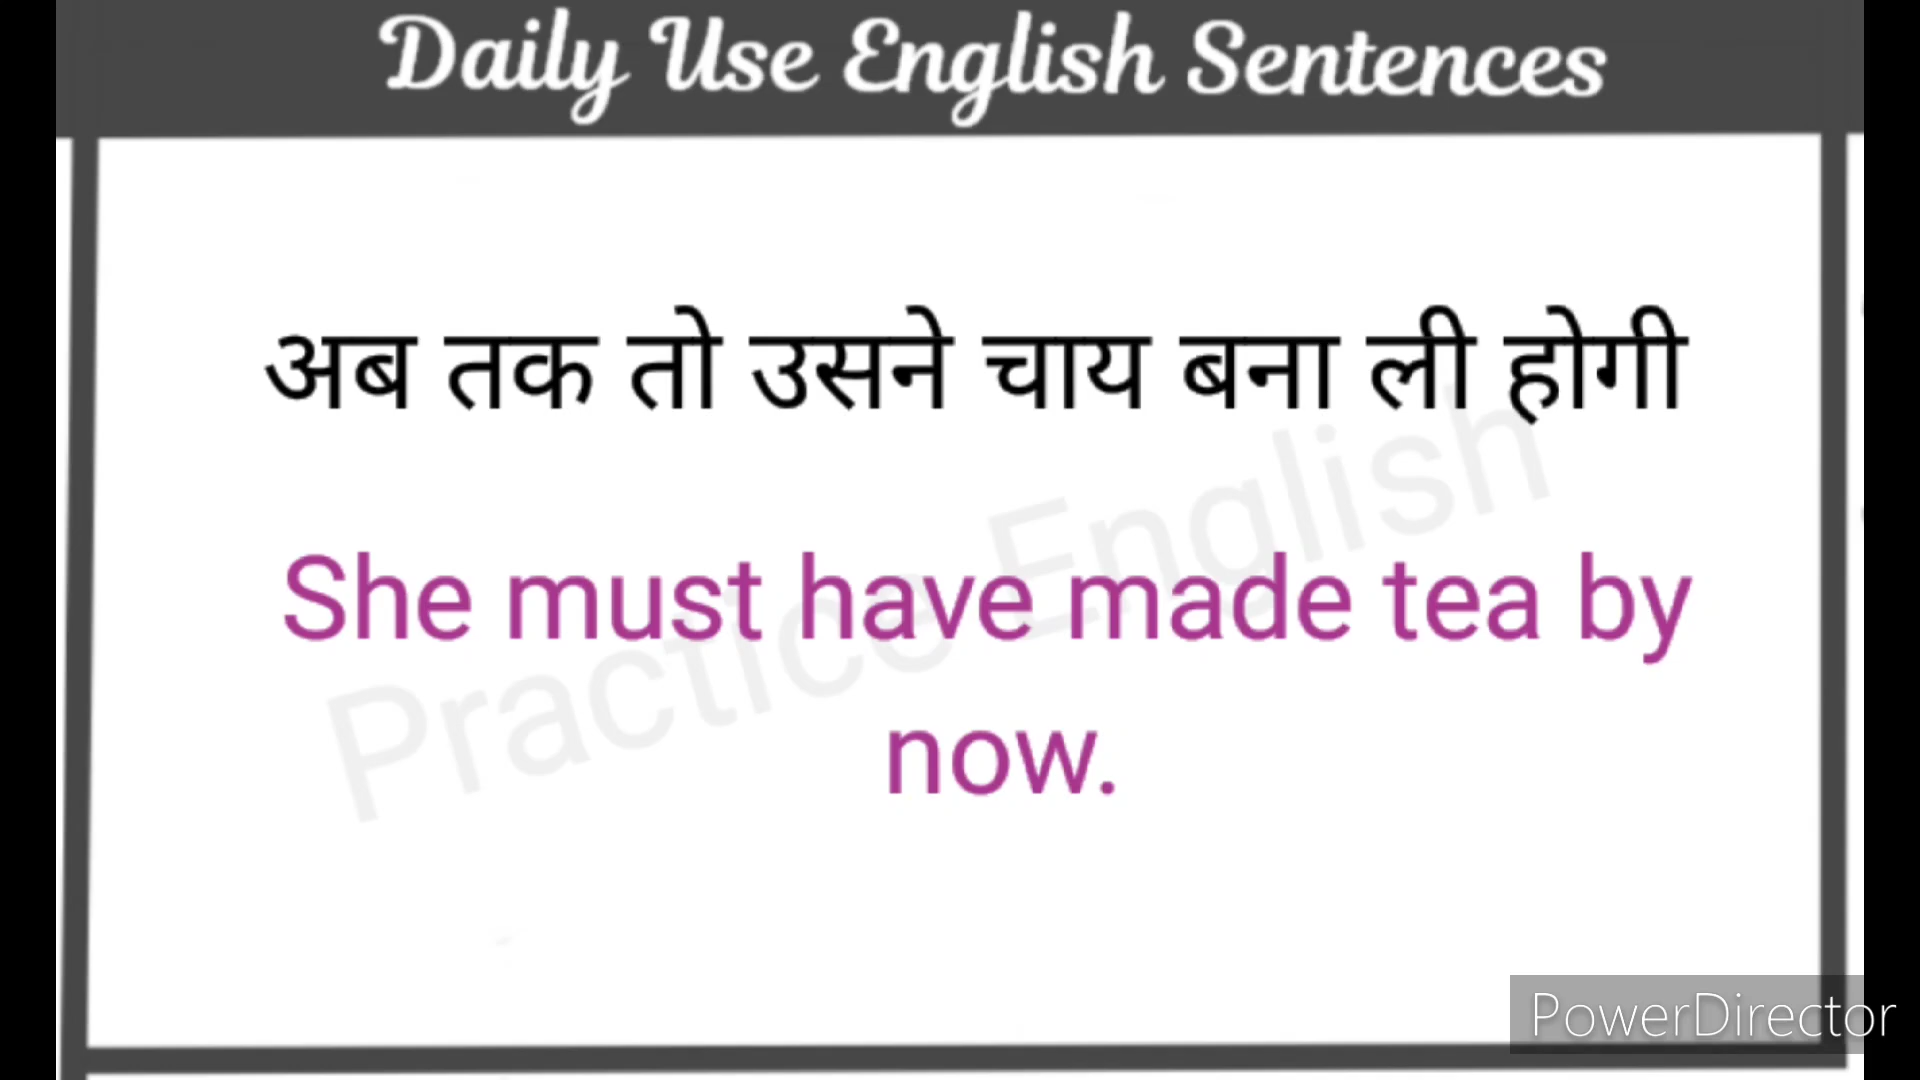 Daily Use English Sentences
अब तक तो उसने चाय बना ली होगी
She must have made tea by
now.
Practice English
PowerDirector